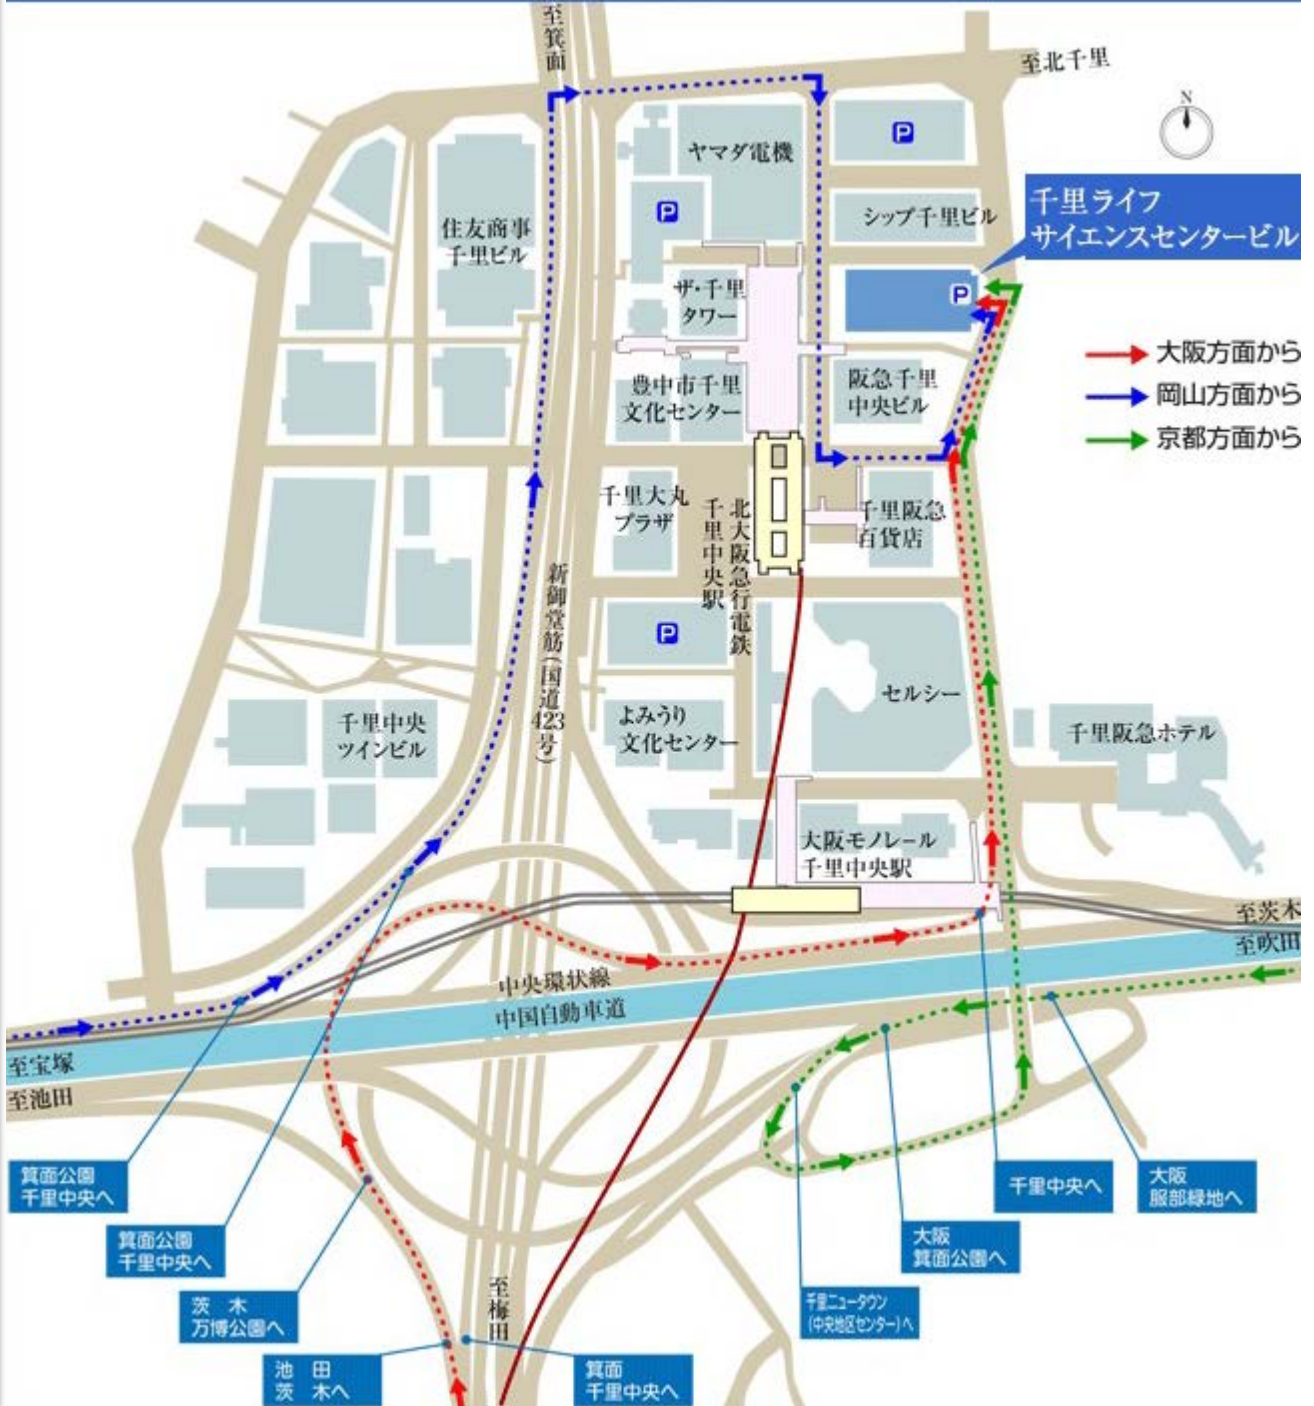 至箕面
至北千里
N
ヤマダ電機
P
千里ライフ
サイエンスセンタービル
P
シップ千里ビル
住友商事
千里ビル
ザ・千里
タワー
P
大阪方面から
岡山方面から
京都方面から
豊中市千里
文化センター
阪急千里
中央ビル
千里大丸
プラザ
北大阪急行電鉄
千里中央駅
千里阪急
百貨店
新御堂筋(国道423号)
P
セルシー
千里中央
ツインビル
よみうり
文化センター
千里阪急ホテル
大阪モノレール
千里中央駅
至茨木
至吹田
中央環状線
中国自動車道
至宝塚
至池田
箕面公園
千里中央へ
箕面公園
千里中央へ
茨 木
万博公園へ
池 田
茨 木へ
至梅田
箕面
千里中央へ
千里ニュータウン
(中央地区センター)へ
大阪
箕面公園へ
千里中央へ
大阪
服部緑地へ